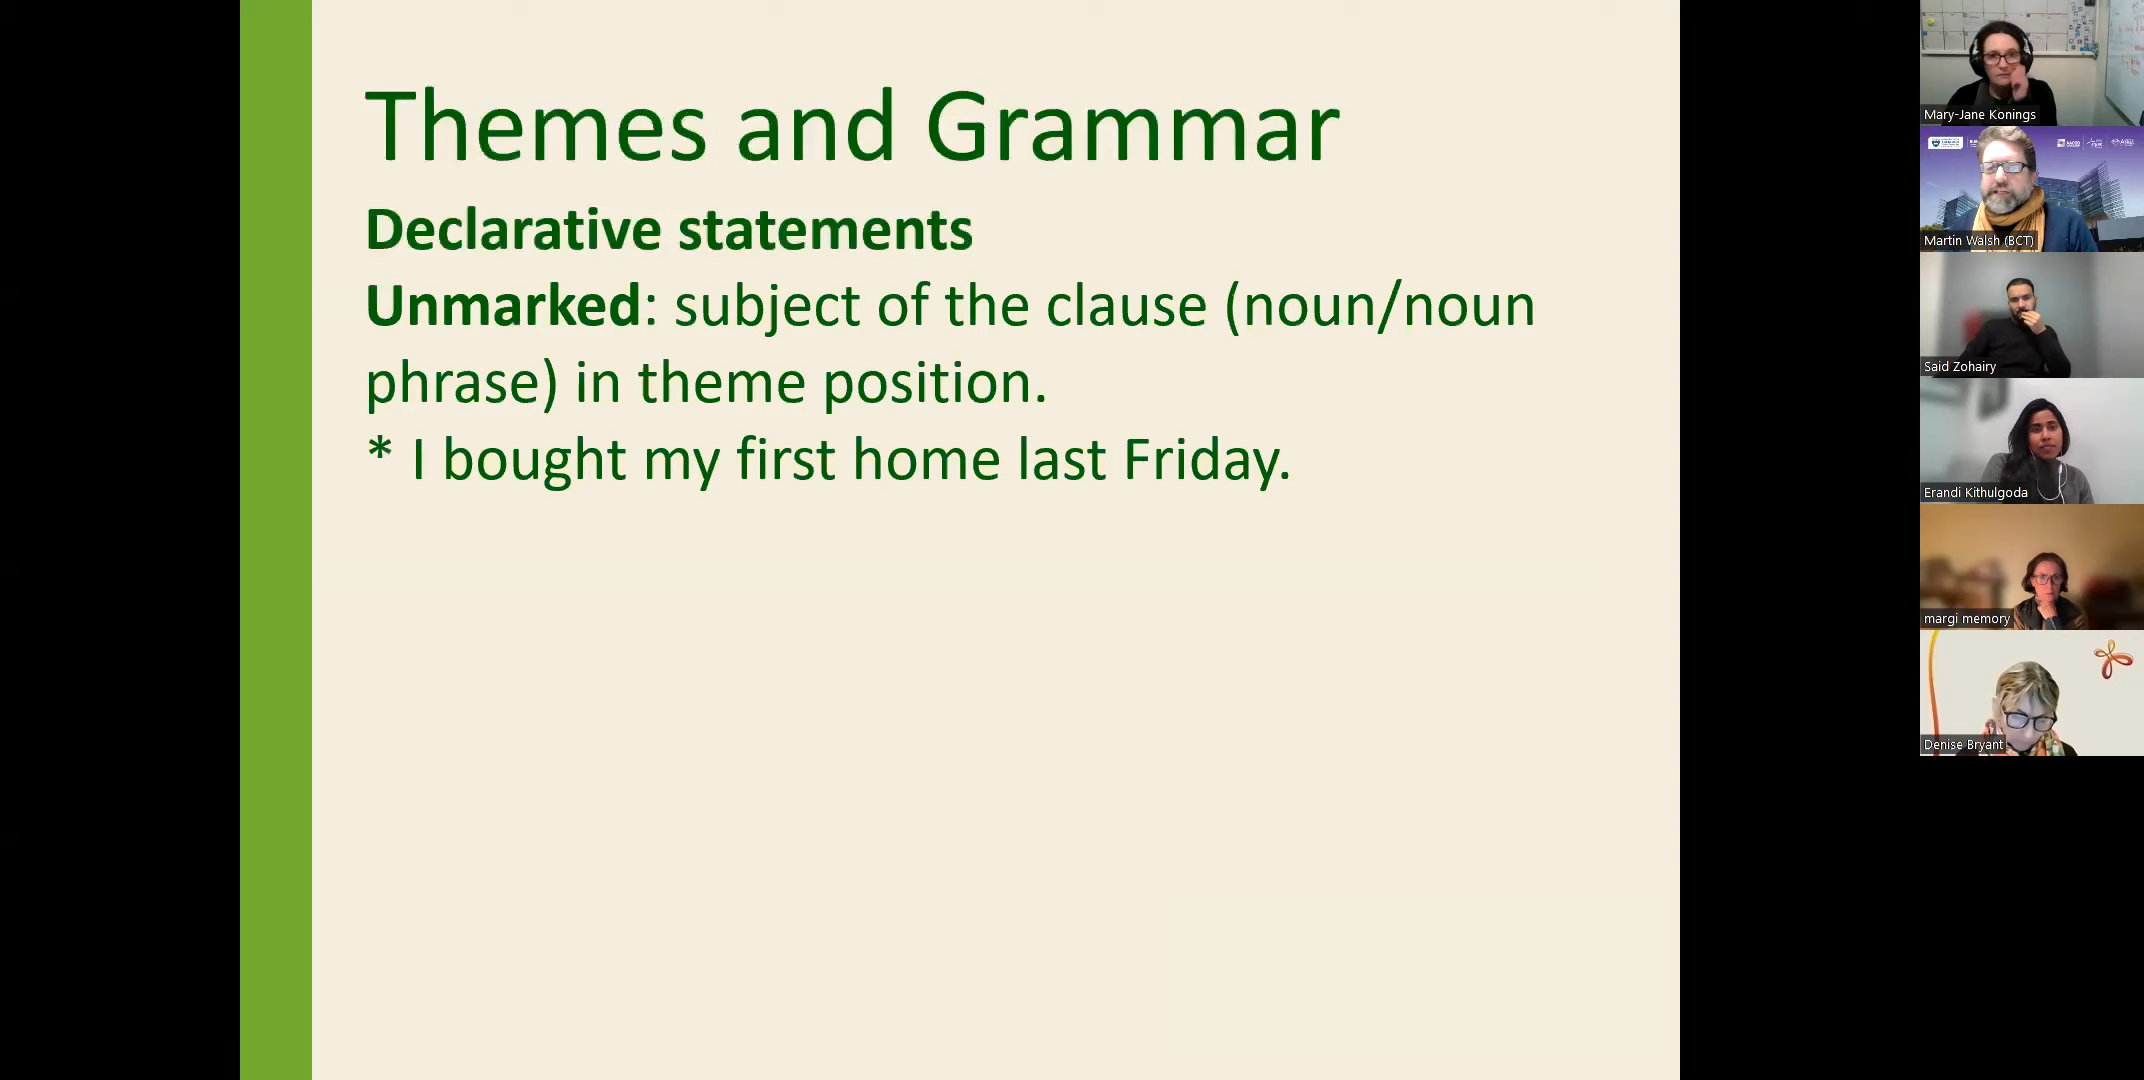 Themes and Grammar
Declarative statements
Unmarked: subject of the clause (noun/noun
phrase) in theme position.
* I bought my first home last Friday.
Mary-Jane Konings
Martin Walsh (BCT)
Said Zohairy
Erandi Kithulgoda
margi memory
Denise Bryant